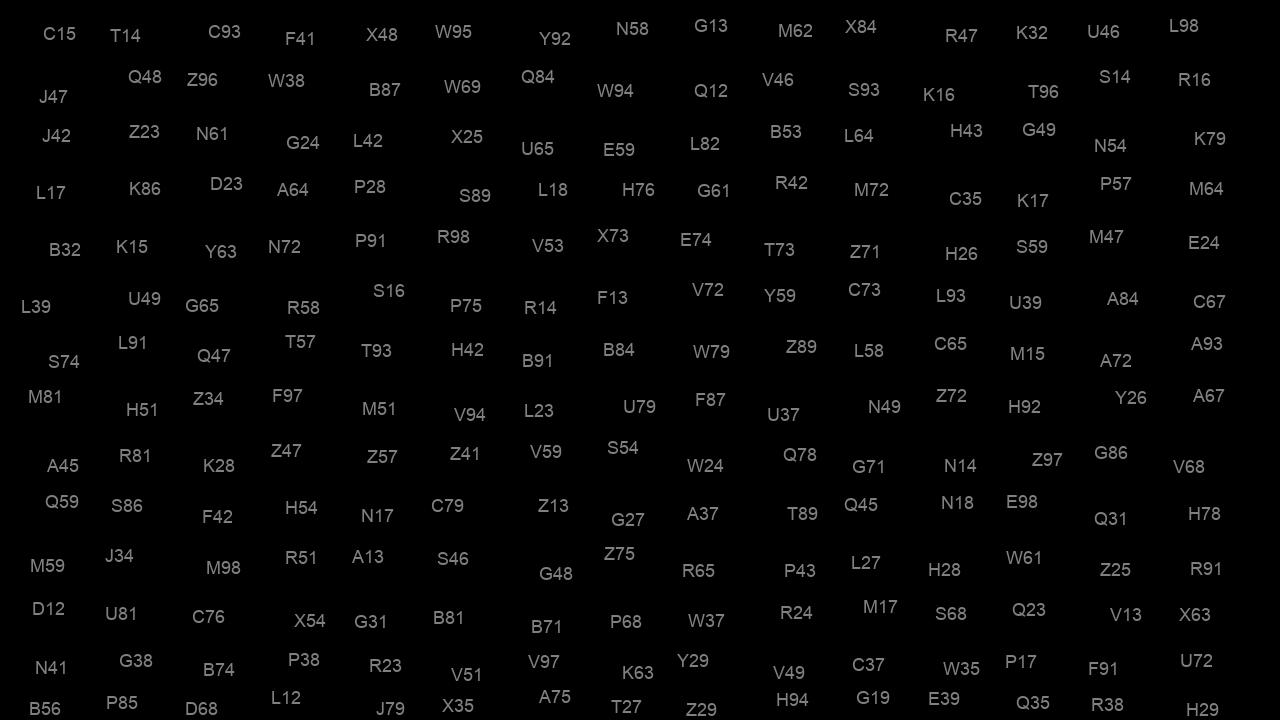 C15 T14 C93 F41 X48 W95 Y92 N58 G13 M62 X84 R47 K32 U46 L98
J47 Q48 Z96 W38 B87 W69 Q84 W94 Q12 V46 S93 K16 T96 S14 R16
J42 Z23 N61 G24 L42 X25 U65 E59 L82 B53 L64 H43 G49 N54 K79
L17 K86 D23 A64 P28 S89 L18 H76 G61 R42 M72 C35 K17 P57 M64
B32 K15 Y63 N72 P91 R98 V53 X73 E74 T73 Z71 H26 S59 M47 E24
L39 U49 G65 R58 S16 P75 R14 F13 V72 Y59 C73 L93 U39 A84 C67
S74 L91 Q47 T57 T93 H42 B91 B84 W79 Z89 L58 C65 M15 A72 A93
M81 H51 Z34 F97 M51 V94 L23 U79 F87 U37 N49 Z72 H92 Y26 A67
A45 R81 K28 Z47 Z57 Z41 V59 S54 W24 Q78 G71 N14 Z97 G86 V68
Q59 S86 F42 H54 N17 C79 Z13 G27 A37 T89 Q45 N18 E98 Q31 H78
M59 J34 M98 R51 A13 S46 G48 Z75 R65 P43 L27 H28 W61 Z25 R91
D12 U81 C76 X54 G31 B81 B71 P68 W37 R24 M17 S68 Q23 V13 X63
N41 G38 B74 P38 R23 V51 V97 K63 Y29 V49 C37 W35 P17 F91 U72
B56 P85 D68 L12 J79 X35 A75 T27 Z29 H94 G19 E39 Q35 R38 H29